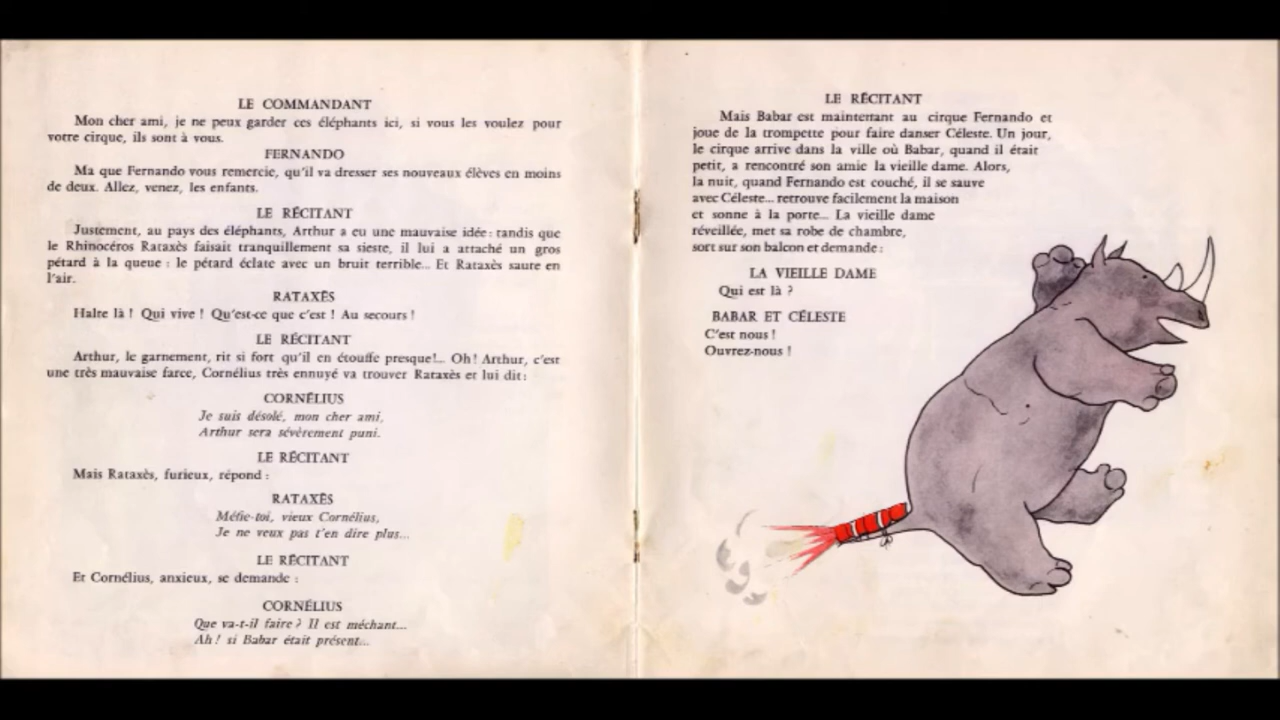 LE COMMANDANT
Mon cher ami, je ne peux garder ces éléphants ici, si vous les voulez pour
votre cirque, ils sont à vous.
FERNANDO
Ma que Fernando vous remercie, qu'il va dresser ses nouveaux élèves en moins
de deux. Allez, venez, les enfants.
LE RÉCITANT
Justement, au pays des éléphants, Arthur a eu une mauvaise idée : tandis que
le Rhinocéros Rataxès faisait tranquillement sa sieste, il lui a attaché un gros
pétard à la queue : le pétard éclate avec un bruit terrible... Et Rataxès saute en
l'air.
RATAXÈS
Halte là ! Qui vive ! Qu'est-ce que c'est ! Au secours !
LE RÉCITANT
Arthur, le garnement, rit si fort qu'il en étouffe presque !... Oh ! Arthur, c'est
une très mauvaise farce, Cornélius très ennuyé va trouver Rataxès et lui dit :
CORNÉLIUS
Je suis désolé, mon cher ami,
Arthur sera sévèrement puni.
LE RÉCITANT
Mais Rataxès, furieux, répond :
RATAXÈS
Méfie-toi, vieux Cornélius,
Je ne veux pas t'en dire plus...
LE RÉCITANT
Et Cornélius, anxieux, se demande :
CORNÉLIUS
Que va-t-il faire ? Il est méchant...
Ah ! si Babar était présent...
LE RÉCITANT
Mais Babar est maintenant au cirque Fernando et
joue de la trompette pour faire danser Céleste. Un jour,
le cirque arrive dans la ville où Babar, quand il était
petit, a rencontré son amie la vieille dame. Alors,
la nuit, quand Fernando est couché, il se sauve
avec Céleste... retrouve facilement la maison
et sonne à la porte... La vieille dame
réveillée, met sa robe de chambre,
sort sur son balcon et demande :
LA VIEILLE DAME
Qui est là ?
BABAR ET CÉLESTE
C'est nous !
Ouvrez-nous !